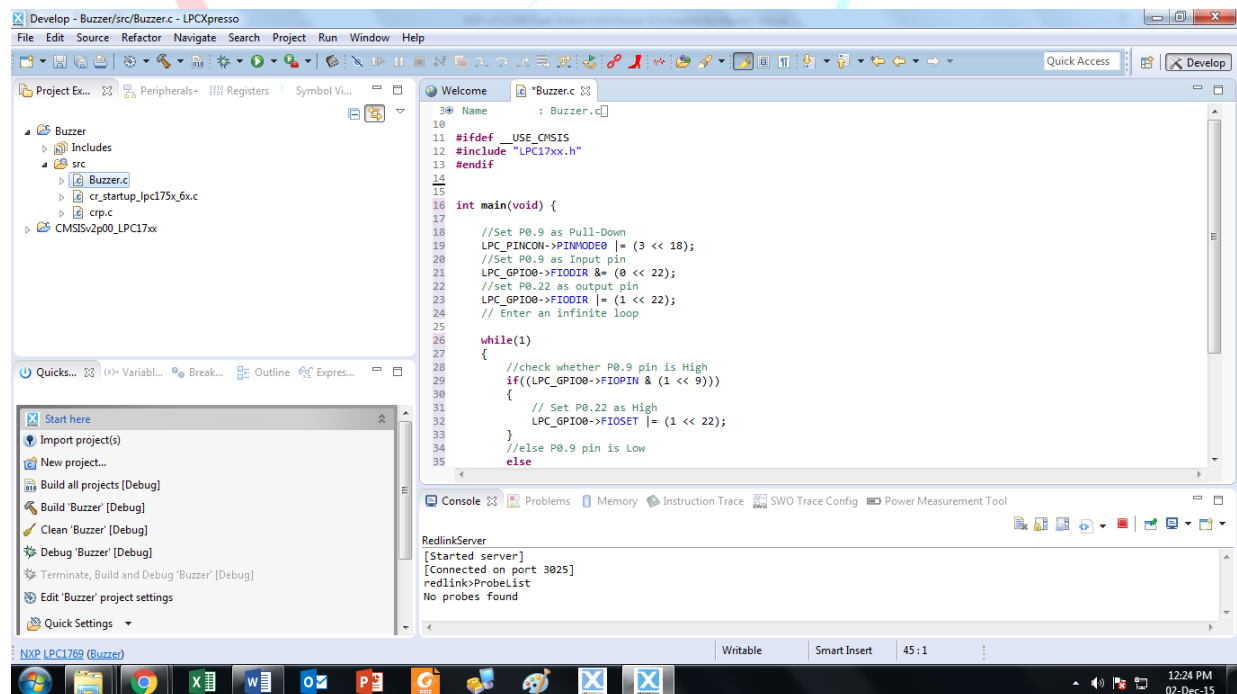 Develop - Buzzer/src/Buzzer.c - LPCXpresso
File Edit Source Refactor Navigate Search Project Run Window Help
Quick Access
Develop
Project Ex... Peripherals+ Registers Symbol Vi...
Buzzer
Includes
src
Buzzer.c
cr_startup_lpc175x_6x.c
crp.c
CMSISv2p00_LPC17xx
Welcome *Buzzer.c
3 Name : Buzzer.c
10
11 #ifdef __USE_CMSIS
12 #include "LPC17xx.h"
13 #endif
14
15
16 int main(void) {
17
18 //Set P0.9 as Pull-Down
19 LPC_PINCON->PINMODE0 |= (3 << 18);
20 //Set P0.9 as Input pin
21 LPC_GPIO0->FIODIR &= (0 << 22);
22 //set P0.22 as output pin
23 LPC_GPIO0->FIODIR |= (1 << 22);
24 // Enter an infinite loop
25
26 while(1)
27 {
28 //check whether P0.9 pin is High
29 if((LPC_GPIO0->FIOPIN & (1 << 9)))
30 {
31 // Set P0.22 as High
32 LPC_GPIO0->FIOSET |= (1 << 22);
33 }
34 //else P0.9 pin is Low
35 else
Quicks... (x)= Variabl... Break... Outline Expres...
Start here
Import project(s)
New project...
Build all projects [Debug]
Build 'Buzzer' [Debug]
Clean 'Buzzer' [Debug]
Debug 'Buzzer' [Debug]
Terminate, Build and Debug 'Buzzer' [Debug]
Edit 'Buzzer' project settings
Quick Settings
Console Problems Memory Instruction Trace SWO Trace Config Power Measurement Tool
RedlinkServer
[Started server]
[Connected on port 3025]
redlink>ProbeList
No probes found
NXP LPC1769 (Buzzer)
Writable Smart Insert 45 : 1
12:24 PM
02-Dec-15